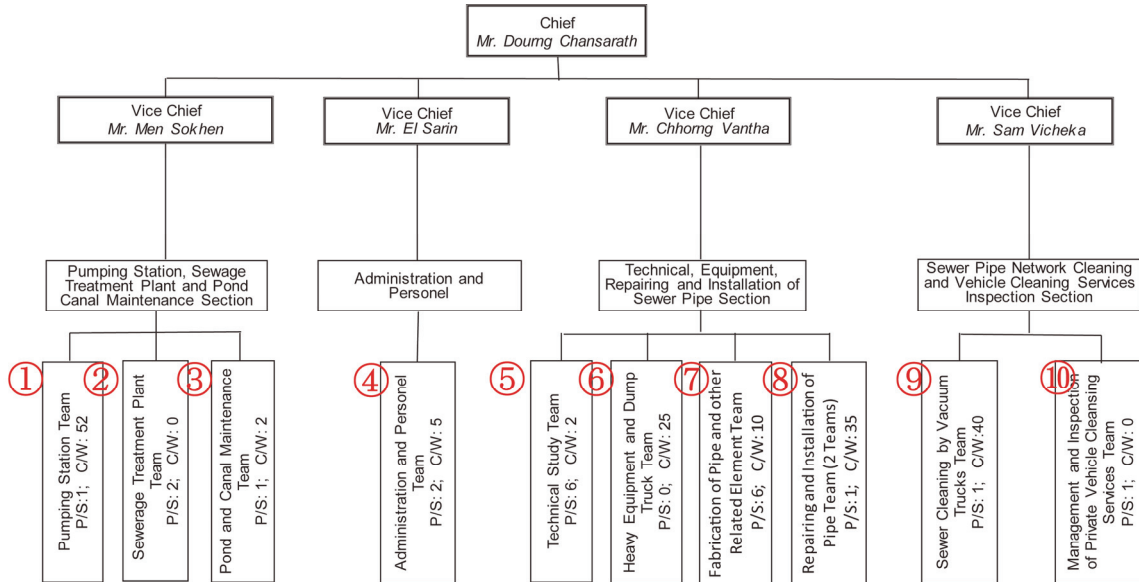 Chief
Mr. Dourng Chansarath
Vice Chief
Mr. Men Sokhen
Vice Chief
Mr. El Sarin
Vice Chief
Mr. Chhorng Vantha
Vice Chief
Mr. Sam Vicheka
Pumping Station, Sewage
Treatment Plant and Pond
Canal Maintenance Section
Administration and
Personel
Technical, Equipment,
Repairing and Installation of
Sewer Pipe Section
Sewer Pipe Network Cleaning
and Vehicle Cleaning Services
Inspection Section
①
Pumping Station Team
P/S:1; C/W: 52
②
Sewerage Treatment Plant
Team
P/S: 2; C/W: 0
③
Pond and Canal Maintenance
Team
P/S: 1; C/W: 2
④
Administration and Personel
Team
P/S: 2; C/W: 5
⑤
Technical Study Team
P/S: 6; C/W: 2
⑥
Heavy Equipment and Dump
Truck Team
P/S: 0; C/W: 25
⑦
Fabrication of Pipe and other
Related Element Team
P/S: 6; C/W: 10
⑧
Repairing and Installation of
Pipe Team (2 Teams)
P/S: 1; C/W: 35
⑨
Sewer Cleaning by Vacuum
Trucks Team
P/S: 1; C/W:40
⑩
Management and Inspection
of Private Vehicle Cleansing
Services Team
P/S: 1; C/W: 0